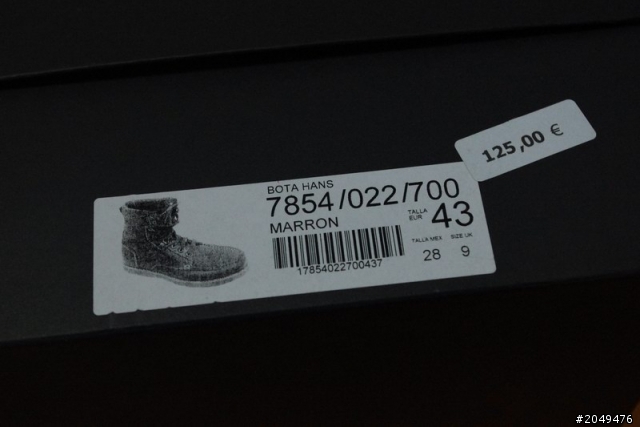 BOTA HANS
7854/022/700
MARRON
TALLA
EUR
43
17854022700437
TALLA MEX
28
SIZE UK
9
125,00 €
#2049476